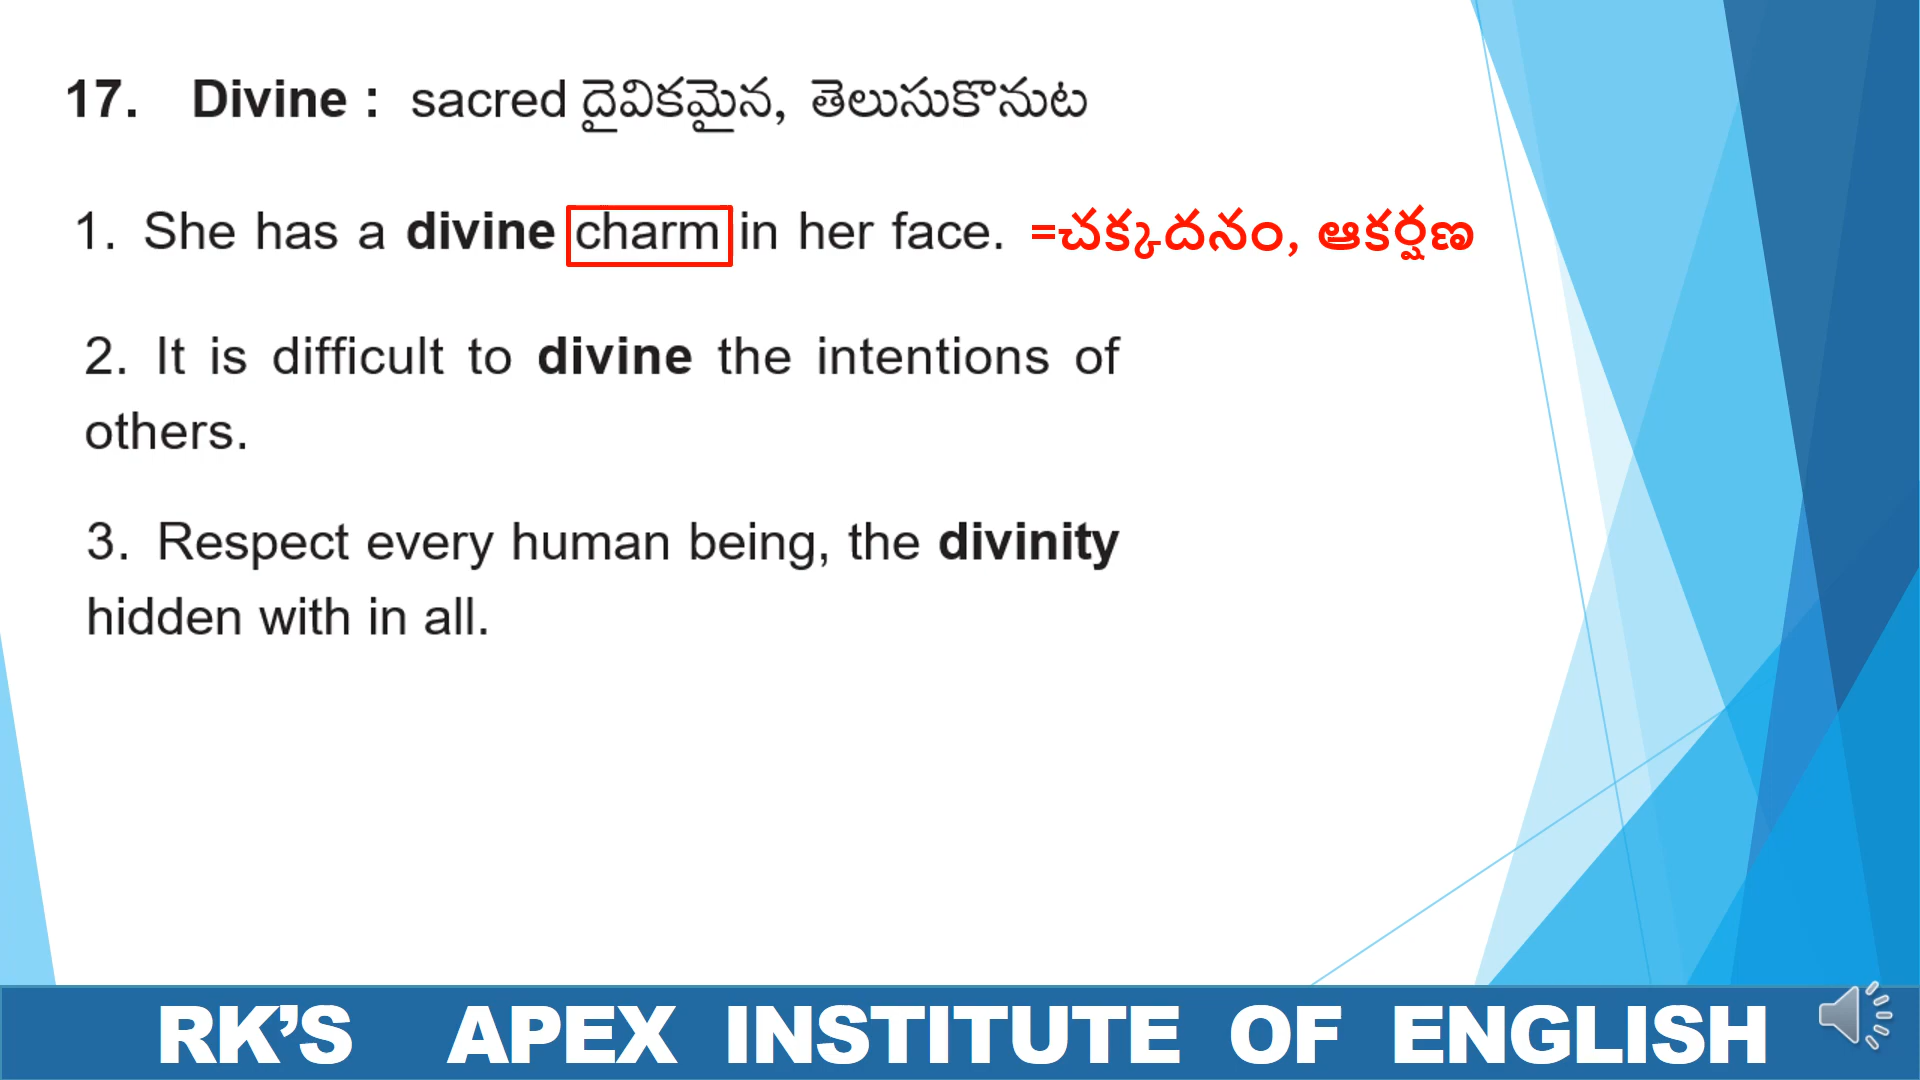 17. Divine : sacred దైవికమైన, తెలుసుకొనుట
1. She has a divine charm in her face. =చక్కదనం, ఆకర్షణ
2. It is difficult to divine the intentions of
others.
3. Respect every human being, the divinity
hidden with in all.
RK’S APEX INSTITUTE OF ENGLISH